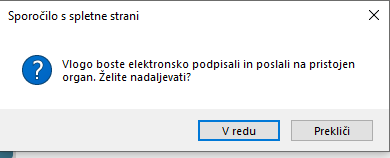 Sporočilo s spletne strani
Vlogo boste elektronsko podpisali in poslali na pristojen
organ. Želite nadaljevati?
V redu
Prekliči